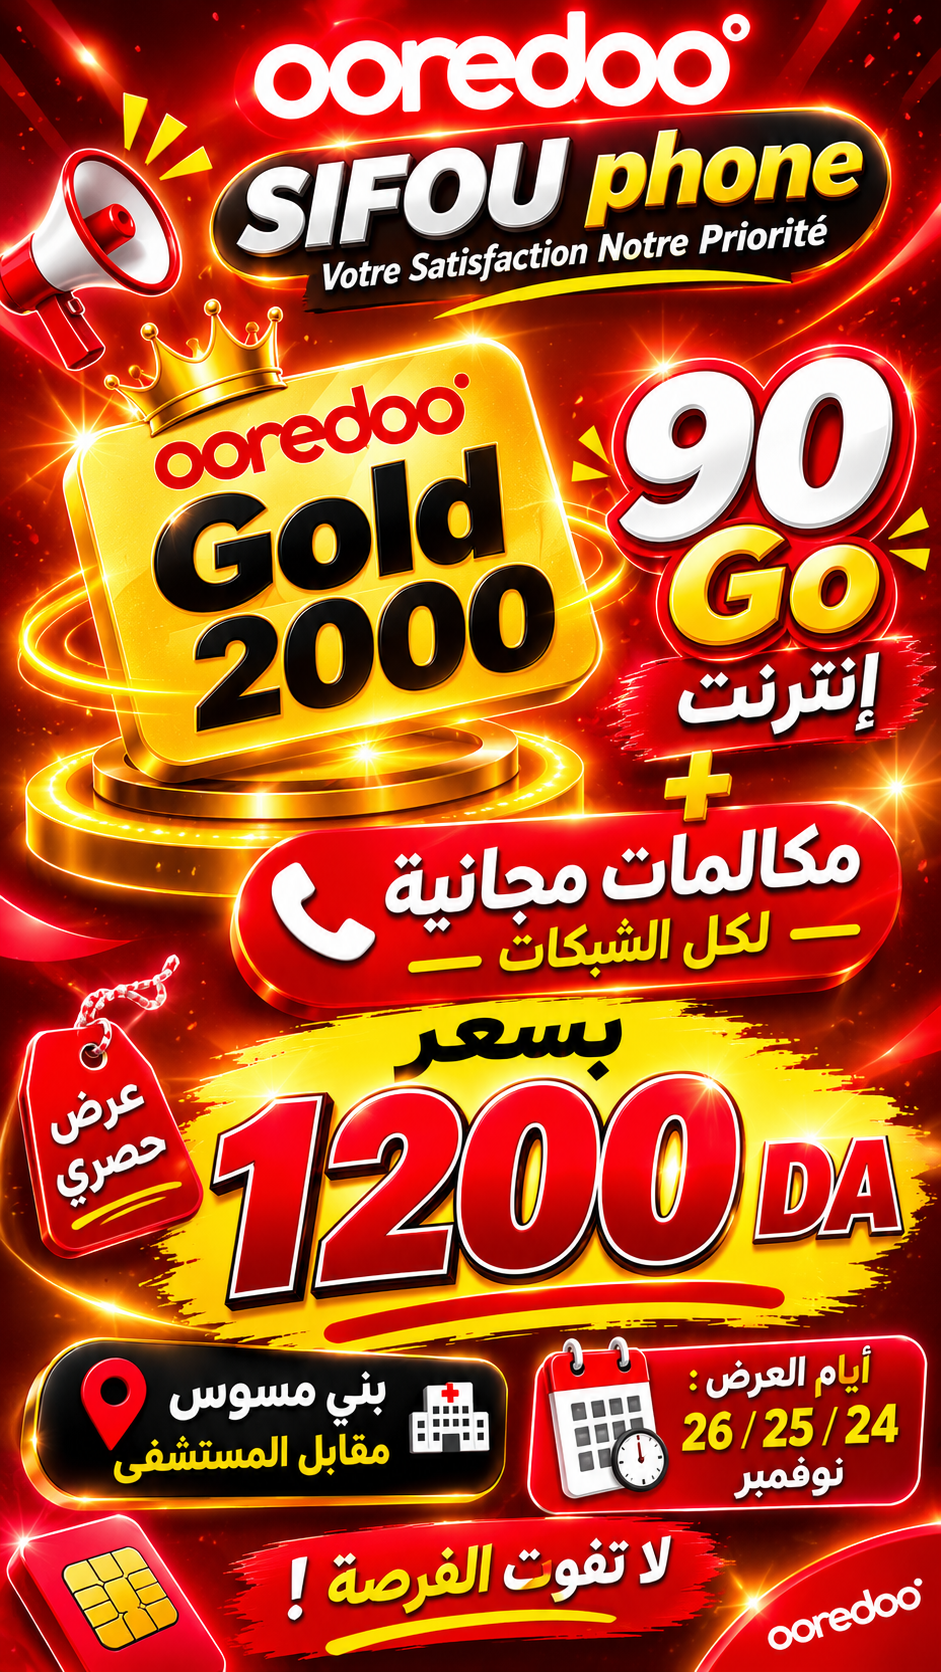 ooredoo
SIFOU phone
Votre Satisfaction Notre Priorité
ooredoo
Gold
2000
90
Go
إنترنت
+
مكالمات مجانية
لكل الشبكات
عرض
حصري
بسعر
1200 DA
بني مسوس
مقابل المستشفى
أيام العرض :
26 / 25 / 24
نوفمبر
لا تفوت الفرصة !
ooredoo